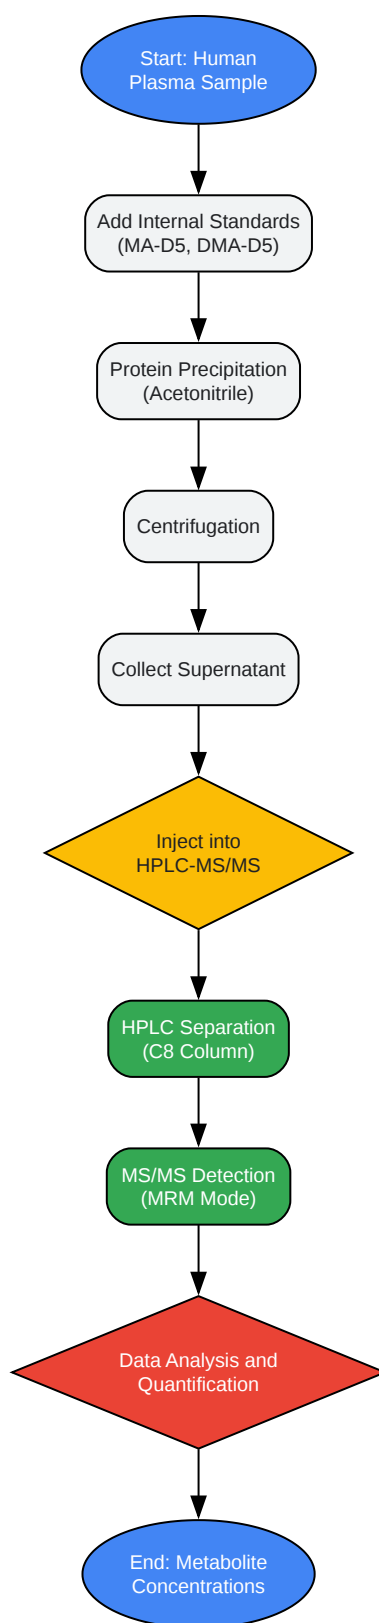 Start: Human
Plasma Sample
Add Internal Standards
(MA-D5, DMA-D5)
Protein Precipitation
(Acetonitrile)
Centrifugation
Collect Supernatant
Inject into
HPLC-MS/MS
HPLC Separation
(C8 Column)
MS/MS Detection
(MRM Mode)
Data Analysis and
Quantification
End: Metabolite
Concentrations